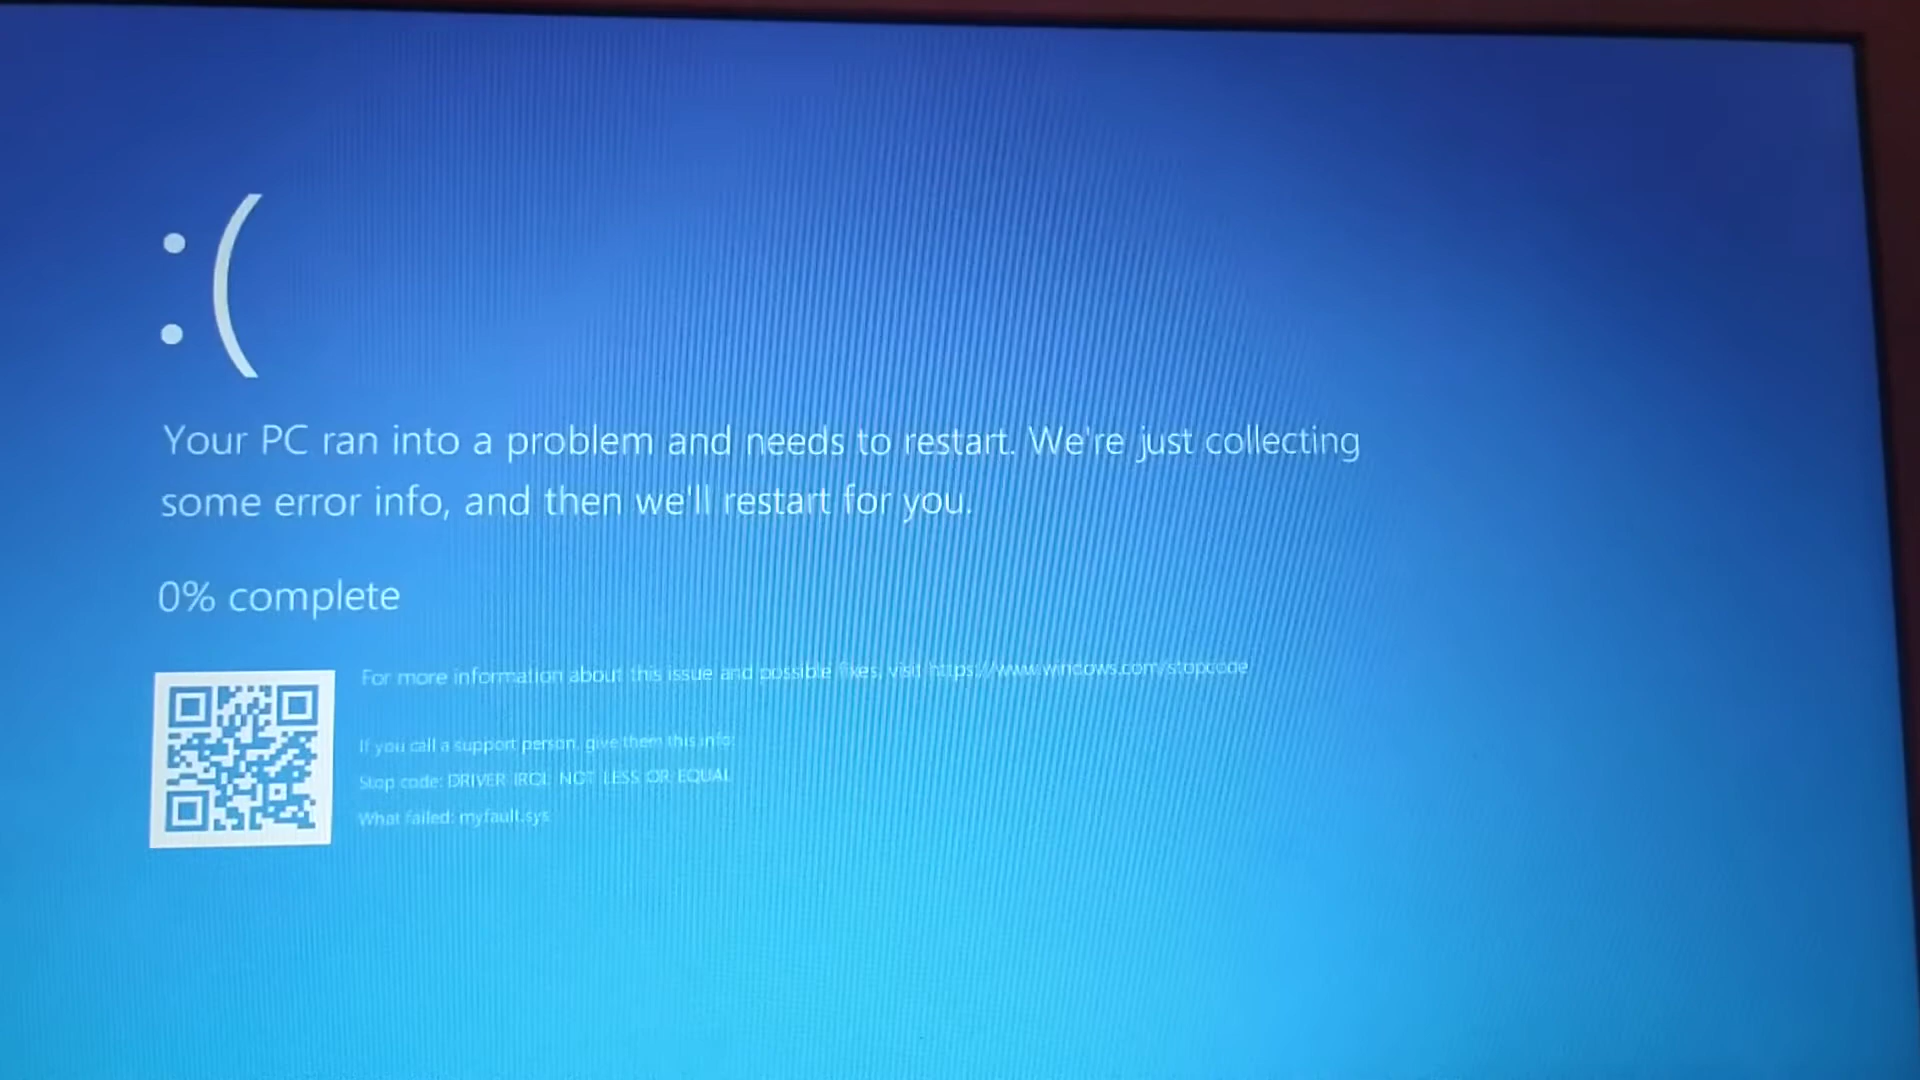 :(
Your PC ran into a problem and needs to restart. We're just collecting
some error info, and then we'll restart for you.
0% complete
For more information about this issue and possible fixes, visit https://www.windows.com/stopcode
If you call a support person, give them this info:
Stop code: DRIVER IRQL NOT LESS OR EQUAL
What failed: myfault.sys